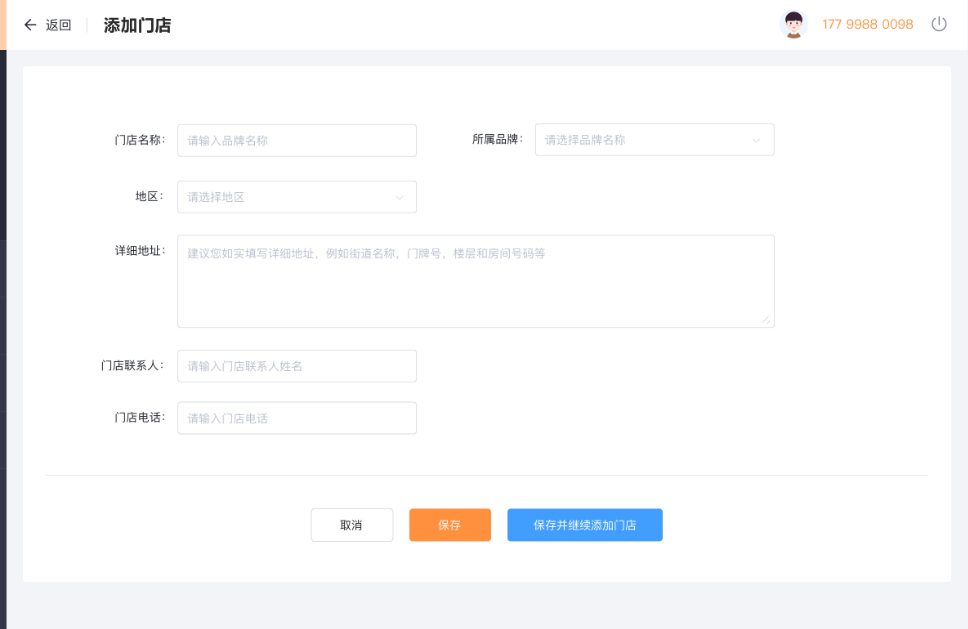 返回
添加门店
177 9988 0098
门店名称：
请输入品牌名称
所属品牌：
请选择品牌名称
地区：
请选择地区
详细地址：
建议您如实填写详细地址，例如街道名称，门牌号，楼层和房间号码等
门店联系人：
请输入门店联系人姓名
门店电话：
请输入门店电话
取消
保存
保存并继续添加门店